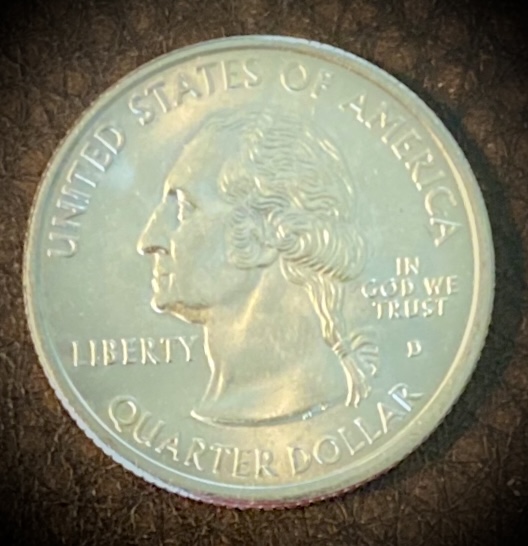 UNITED STATES OF AMERICA
LIBERTY
IN
GOD WE
TRUST
D
QUARTER DOLLAR